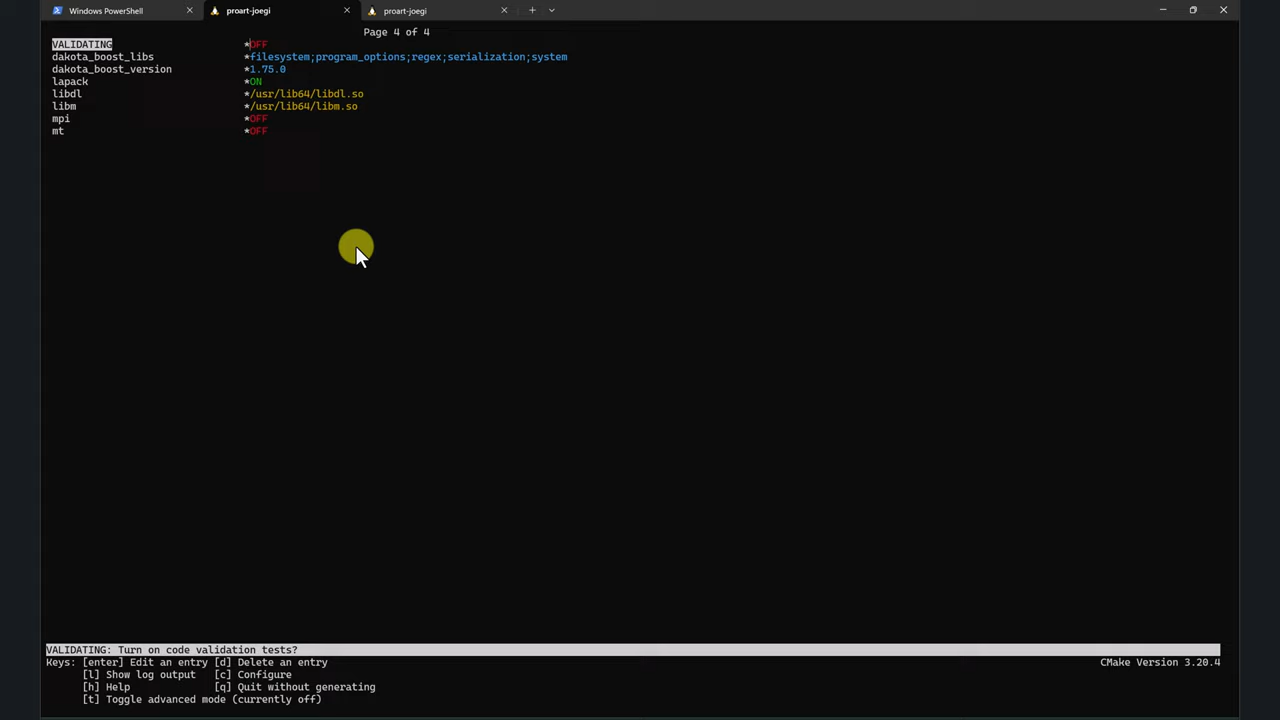 Windows PowerShell
proart-joegi
proart-joegi
Page 4 of 4
VALIDATING *OFF
dakota_boost_libs *filesystem;program_options;regex;serialization;system
dakota_boost_version *1.75.0
lapack *ON
libdl */usr/lib64/libdl.so
libm */usr/lib64/libm.so
mpi *OFF
mt *OFF
VALIDATING: Turn on code validation tests?
Keys: [enter] Edit an entry [d] Delete an entry CMake Version 3.20.4
[l] Show log output [c] Configure
[h] Help [q] Quit without generating
[t] Toggle advanced mode (currently off)